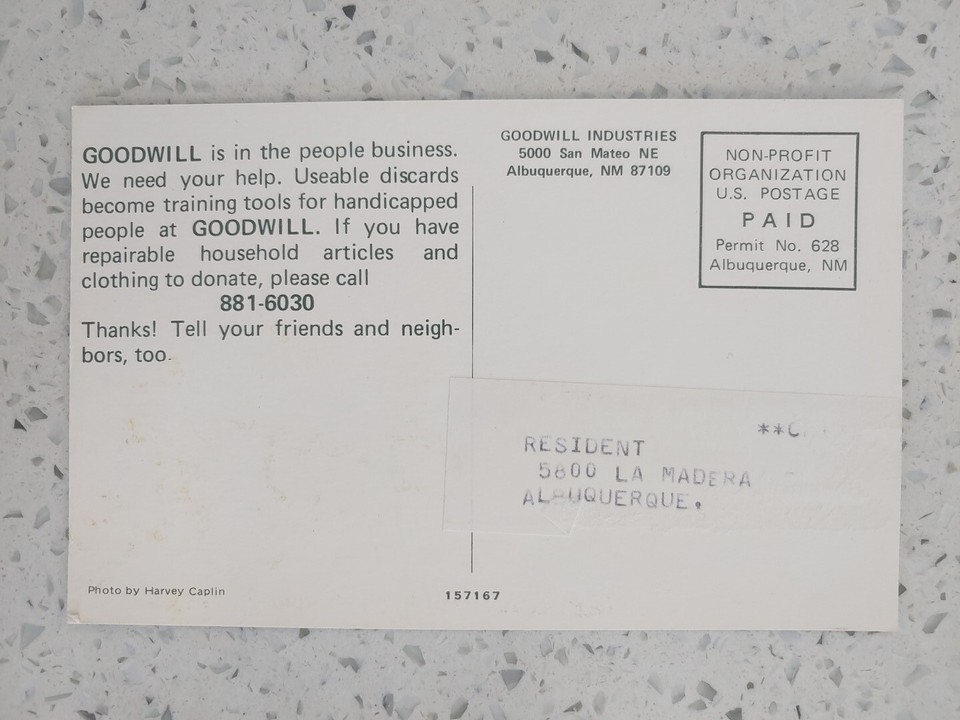 GOODWILL is in the people business.
We need your help. Useable discards
become training tools for handicapped
people at GOODWILL. If you have
repairable household articles and
clothing to donate, please call
881-6030
Thanks! Tell your friends and neigh-
bors, too.
Photo by Harvey Caplin
157167
GOODWILL INDUSTRIES
5000 San Mateo NE
Albuquerque, NM 87109
NON-PROFIT
ORGANIZATION
U.S. POSTAGE
PAID
Permit No. 628
Albuquerque, NM
**C
RESIDENT
5800 LA MADERA
ALBUQUERQUE,